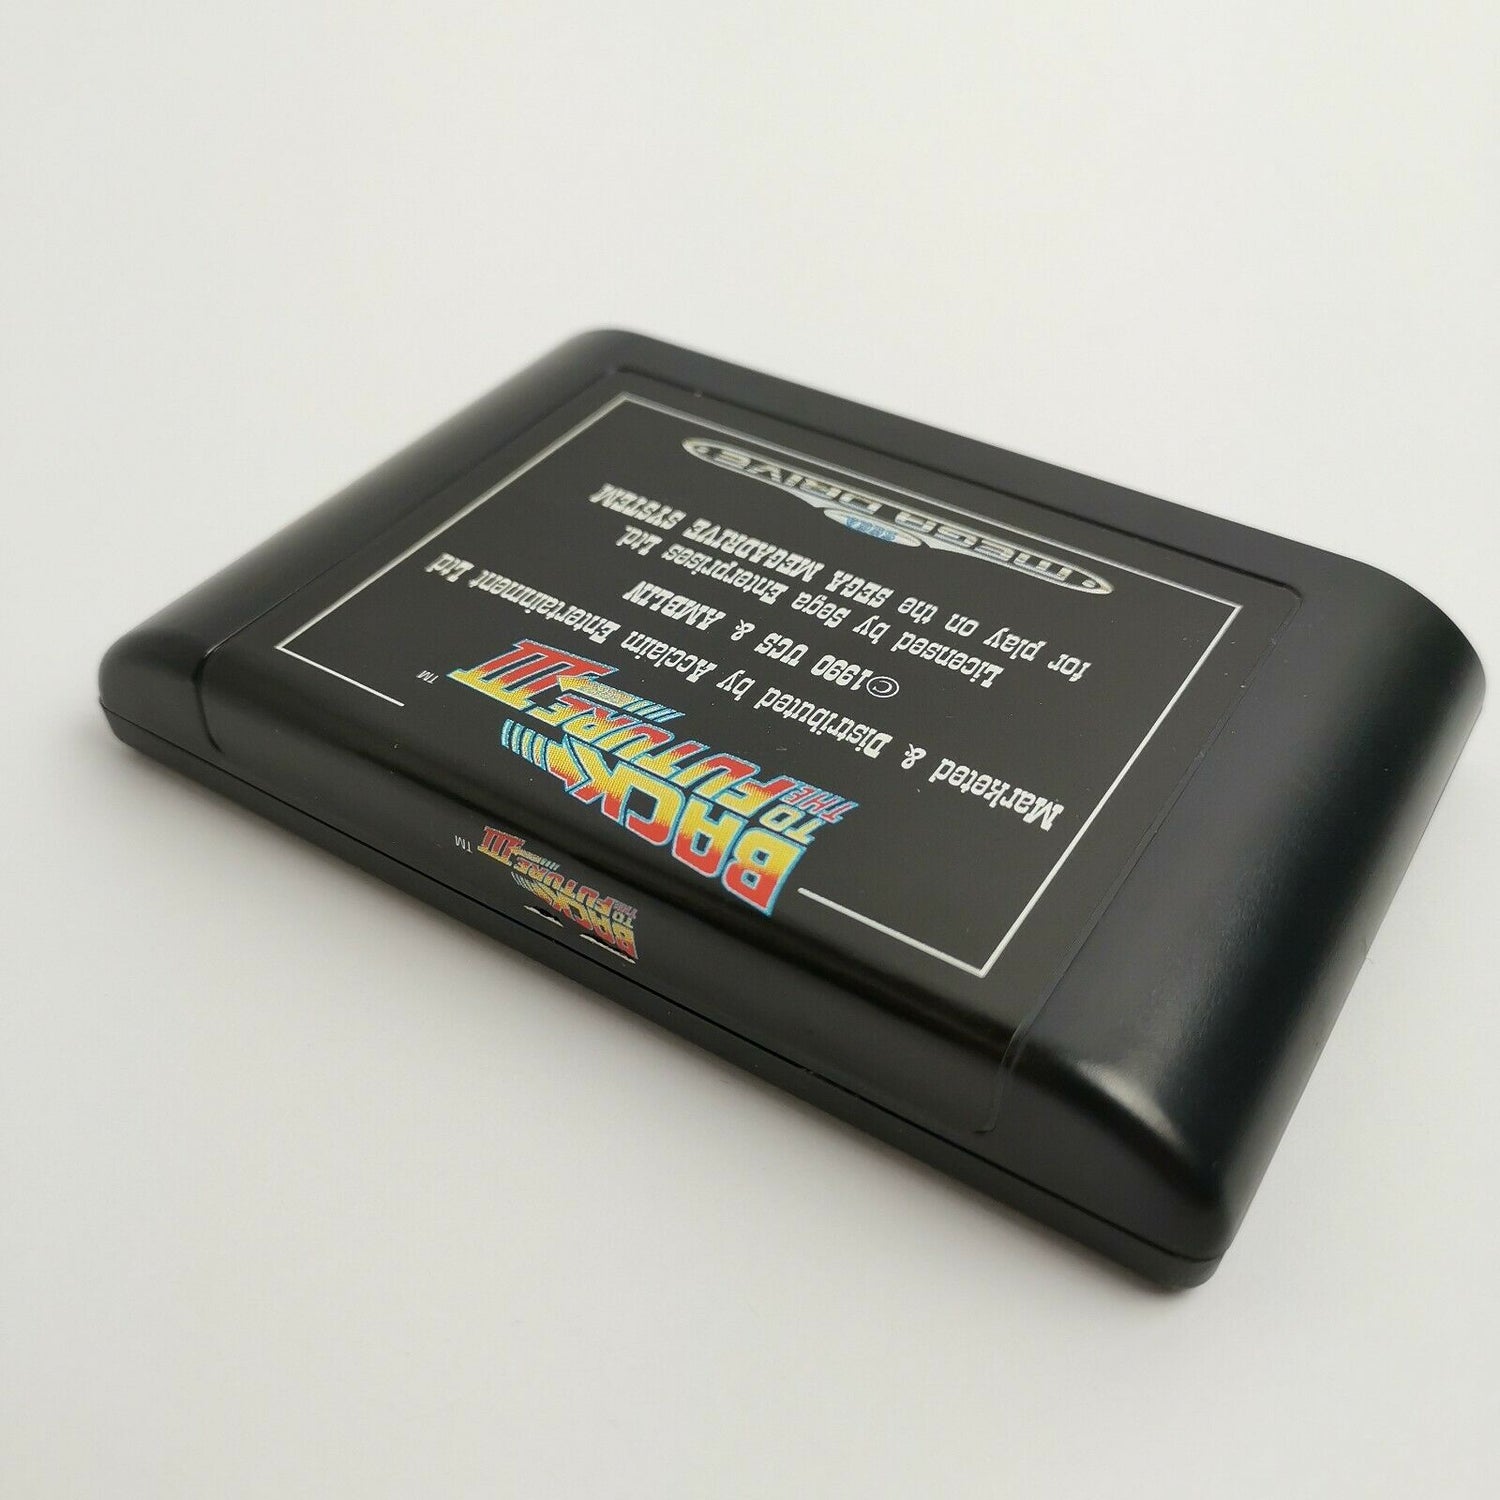 BACK
TO
THE FUTURE III
™
BACK
TO
THE FUTURE III ™
Marketed & Distributed by Acclaim Entertainment Ltd
©1990 UCS & AMBLIN
Licensed by Sega Enterprises Ltd.
for play on the SEGA MEGADRIVE SYSTEM
SEGA
MEGA DRIVE